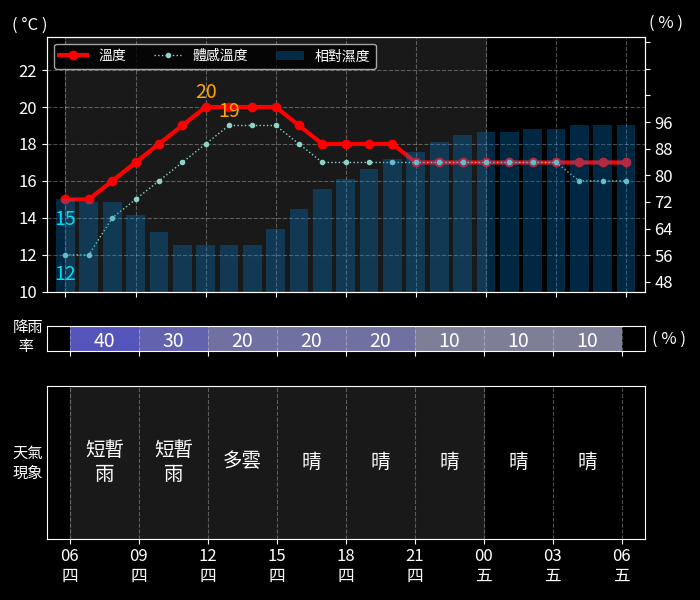 ( °C )
( % )
溫度
體感溫度
相對濕度
22
20
18
16
14
12
10
20
19
15
12
96
88
80
72
64
56
48
降雨
率
40 30 20 20 20 10 10 10
( % )
天氣
現象
短暫
雨
短暫
雨
多雲
晴
晴
晴
晴
晴
06 09 12 15 18 21 00 03 06
四 四 四 四 四 四 五 五 五